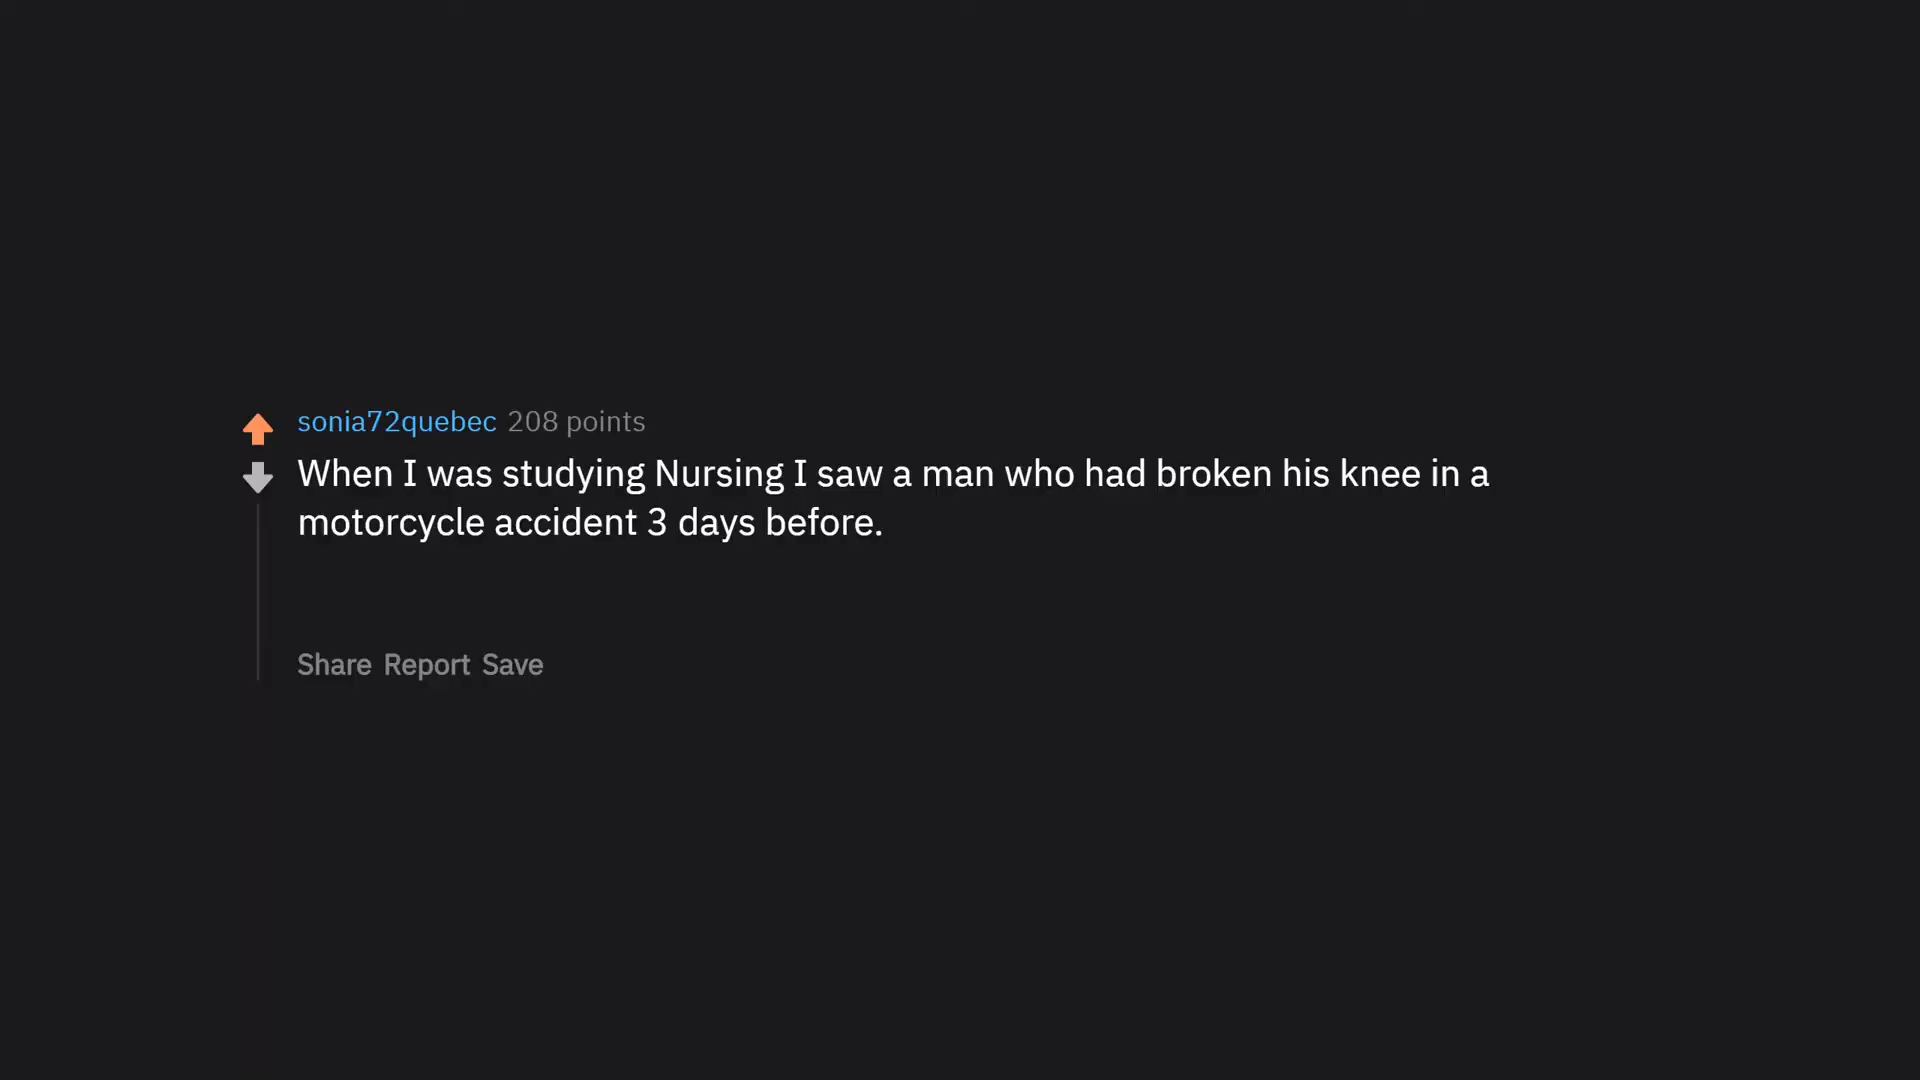 sonia72quebec 208 points
When I was studying Nursing I saw a man who had broken his knee in a
motorcycle accident 3 days before.
Share Report Save